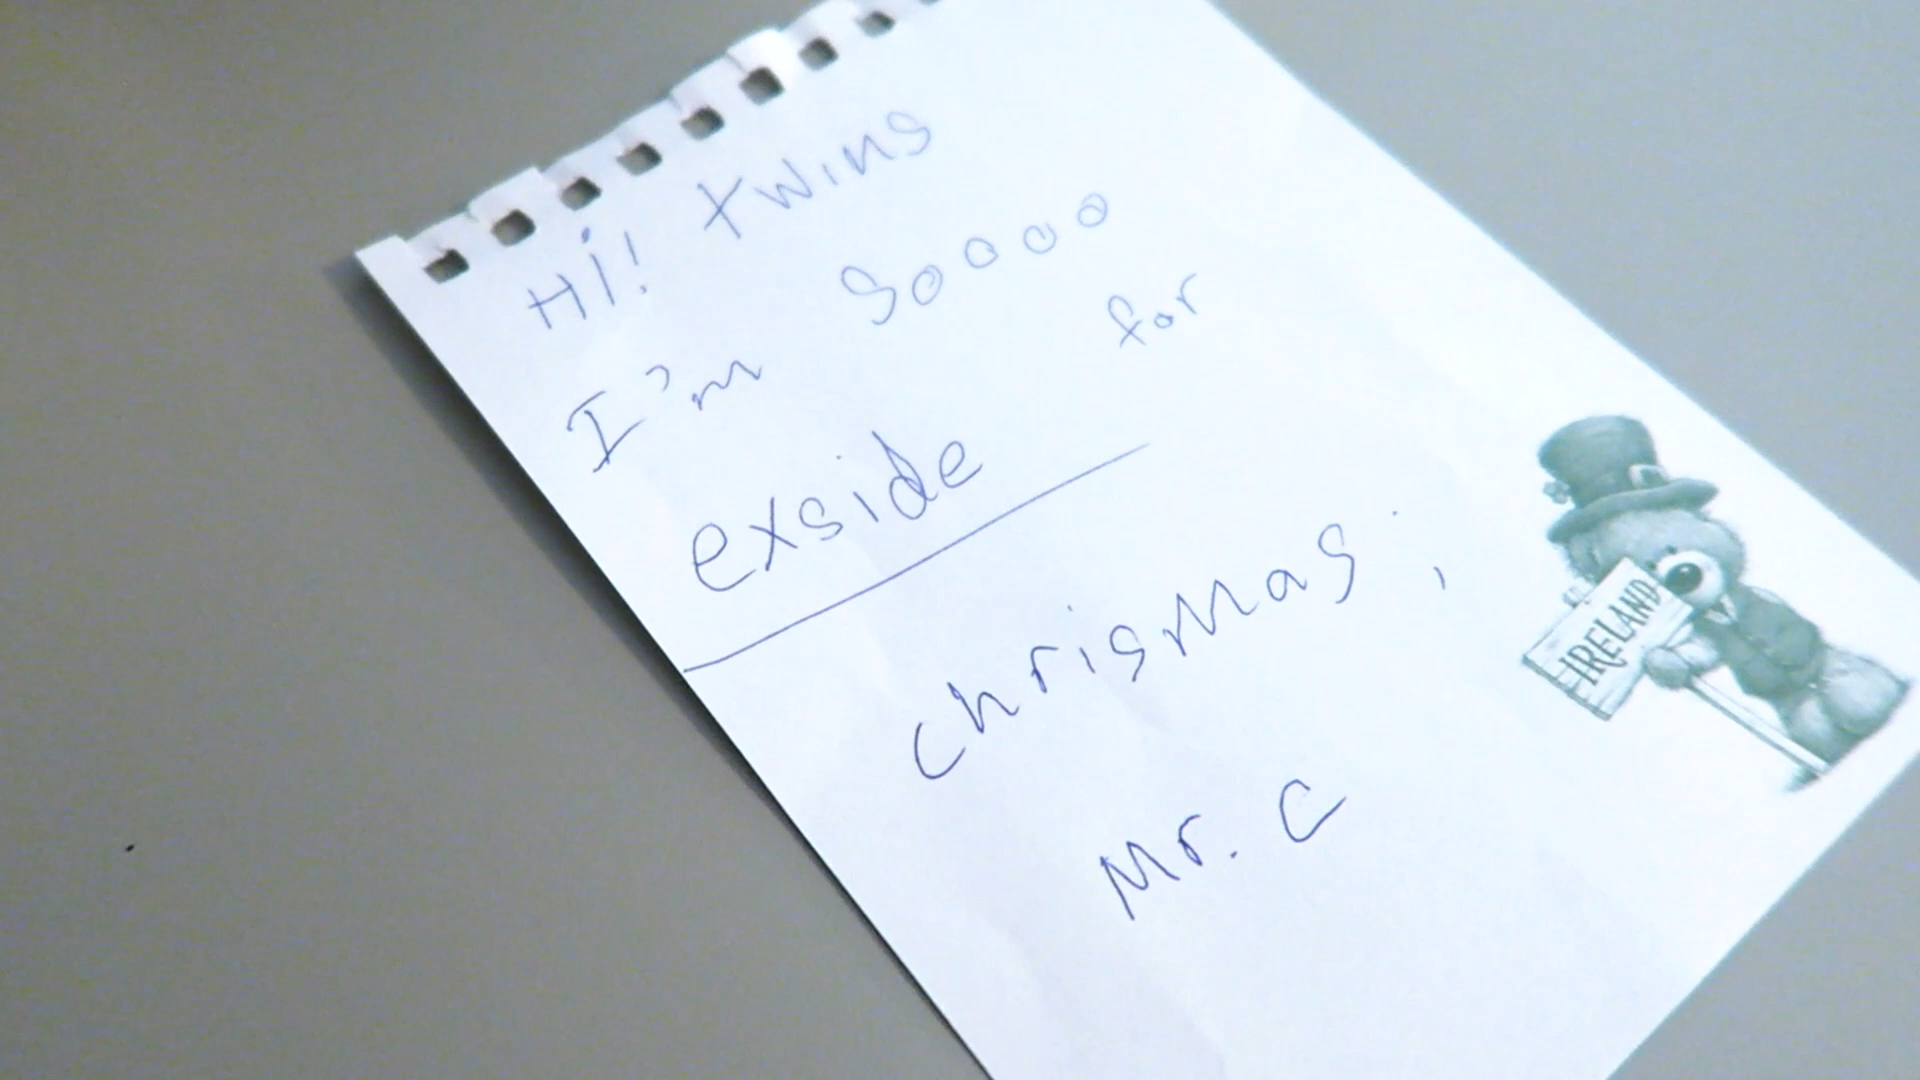 Hi! twins
I'm soooo
exside for
chrismas;
Mr. C
IRELAND